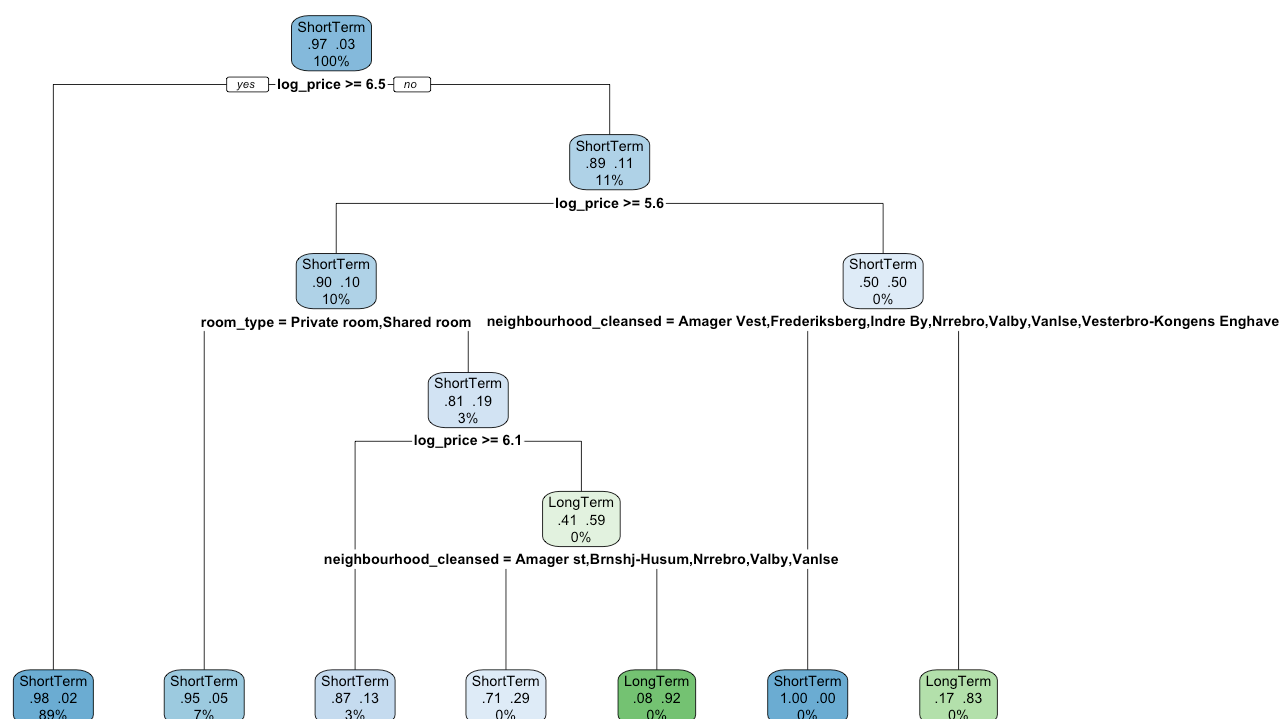 ShortTerm
.97 .03
100%
yes log_price >= 6.5 no
ShortTerm
.89 .11
11%
log_price >= 5.6
ShortTerm
.90 .10
10%
ShortTerm
.50 .50
0%
room_type = Private room,Shared room
neighbourhood_cleansed = Amager Vest,Frederiksberg,Indre By,Nrrebro,Valby,Vanlse,Vesterbro-Kongens Enghave
ShortTerm
.81 .19
3%
log_price >= 6.1
LongTerm
.41 .59
0%
neighbourhood_cleansed = Amager st,Brnshj-Husum,Nrrebro,Valby,Vanlse
ShortTerm
.98 .02
89%
ShortTerm
.95 .05
7%
ShortTerm
.87 .13
3%
ShortTerm
.71 .29
0%
LongTerm
.08 .92
0%
ShortTerm
1.00 .00
0%
LongTerm
.17 .83
0%